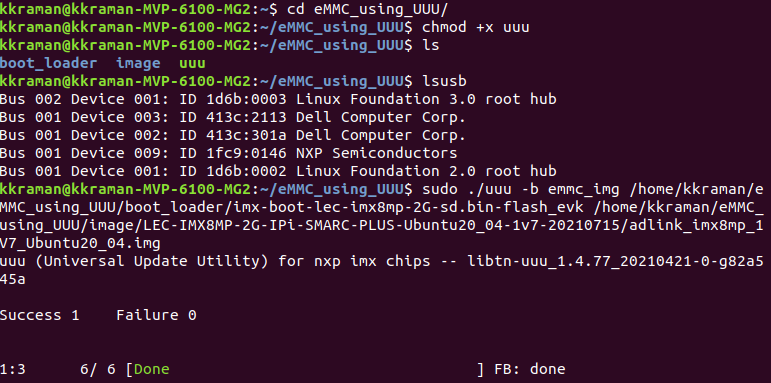 kkraman@kkraman-MVP-6100-MG2:~$ cd eMMC_using_UUU/
kkraman@kkraman-MVP-6100-MG2:~/eMMC_using_UUU$ chmod +x uuu
kkraman@kkraman-MVP-6100-MG2:~/eMMC_using_UUU$ ls
boot_loader  image  uuu
kkraman@kkraman-MVP-6100-MG2:~/eMMC_using_UUU$ lsusb
Bus 002 Device 001: ID 1d6b:0003 Linux Foundation 3.0 root hub
Bus 001 Device 003: ID 413c:2113 Dell Computer Corp.
Bus 001 Device 002: ID 413c:301a Dell Computer Corp.
Bus 001 Device 009: ID 1fc9:0146 NXP Semiconductors
Bus 001 Device 001: ID 1d6b:0002 Linux Foundation 2.0 root hub
kkraman@kkraman-MVP-6100-MG2:~/eMMC_using_UUU$ sudo ./uuu -b emmc_img /home/kkraman/e
MMC_using_UUU/boot_loader/imx-boot-lec-imx8mp-2G-sd.bin-flash_evk /home/kkraman/eMMC_
using_UUU/image/LEC-IMX8MP-2G-IPi-SMARC-PLUS-Ubuntu20_04-1v7-20210715/adlink_imx8mp_1
V7_Ubuntu20_04.img
uuu (Universal Update Utility) for nxp imx chips -- libtn-uuu_1.4.77_20210421-0-g82a5
45a
Success 1    Failure 0
1:3      6/ 6 [Done                                  ] FB: done